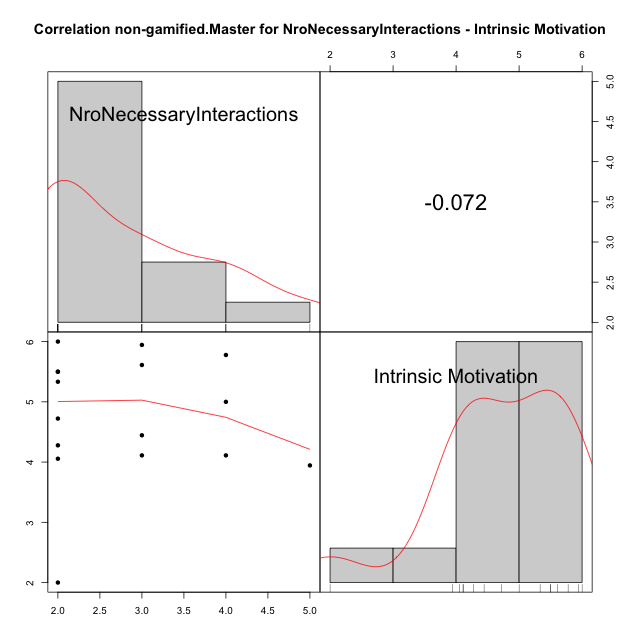 Correlation non-gamified.Master for NroNecessaryInteractions - Intrinsic Motivation
2 3 4 5 6
NroNecessaryInteractions
-0.072
5.0
4.5
4.0
3.5
3.0
2.5
2.0
6
5
4
3
2
Intrinsic Motivation
2.0 2.5 3.0 3.5 4.0 4.5 5.0